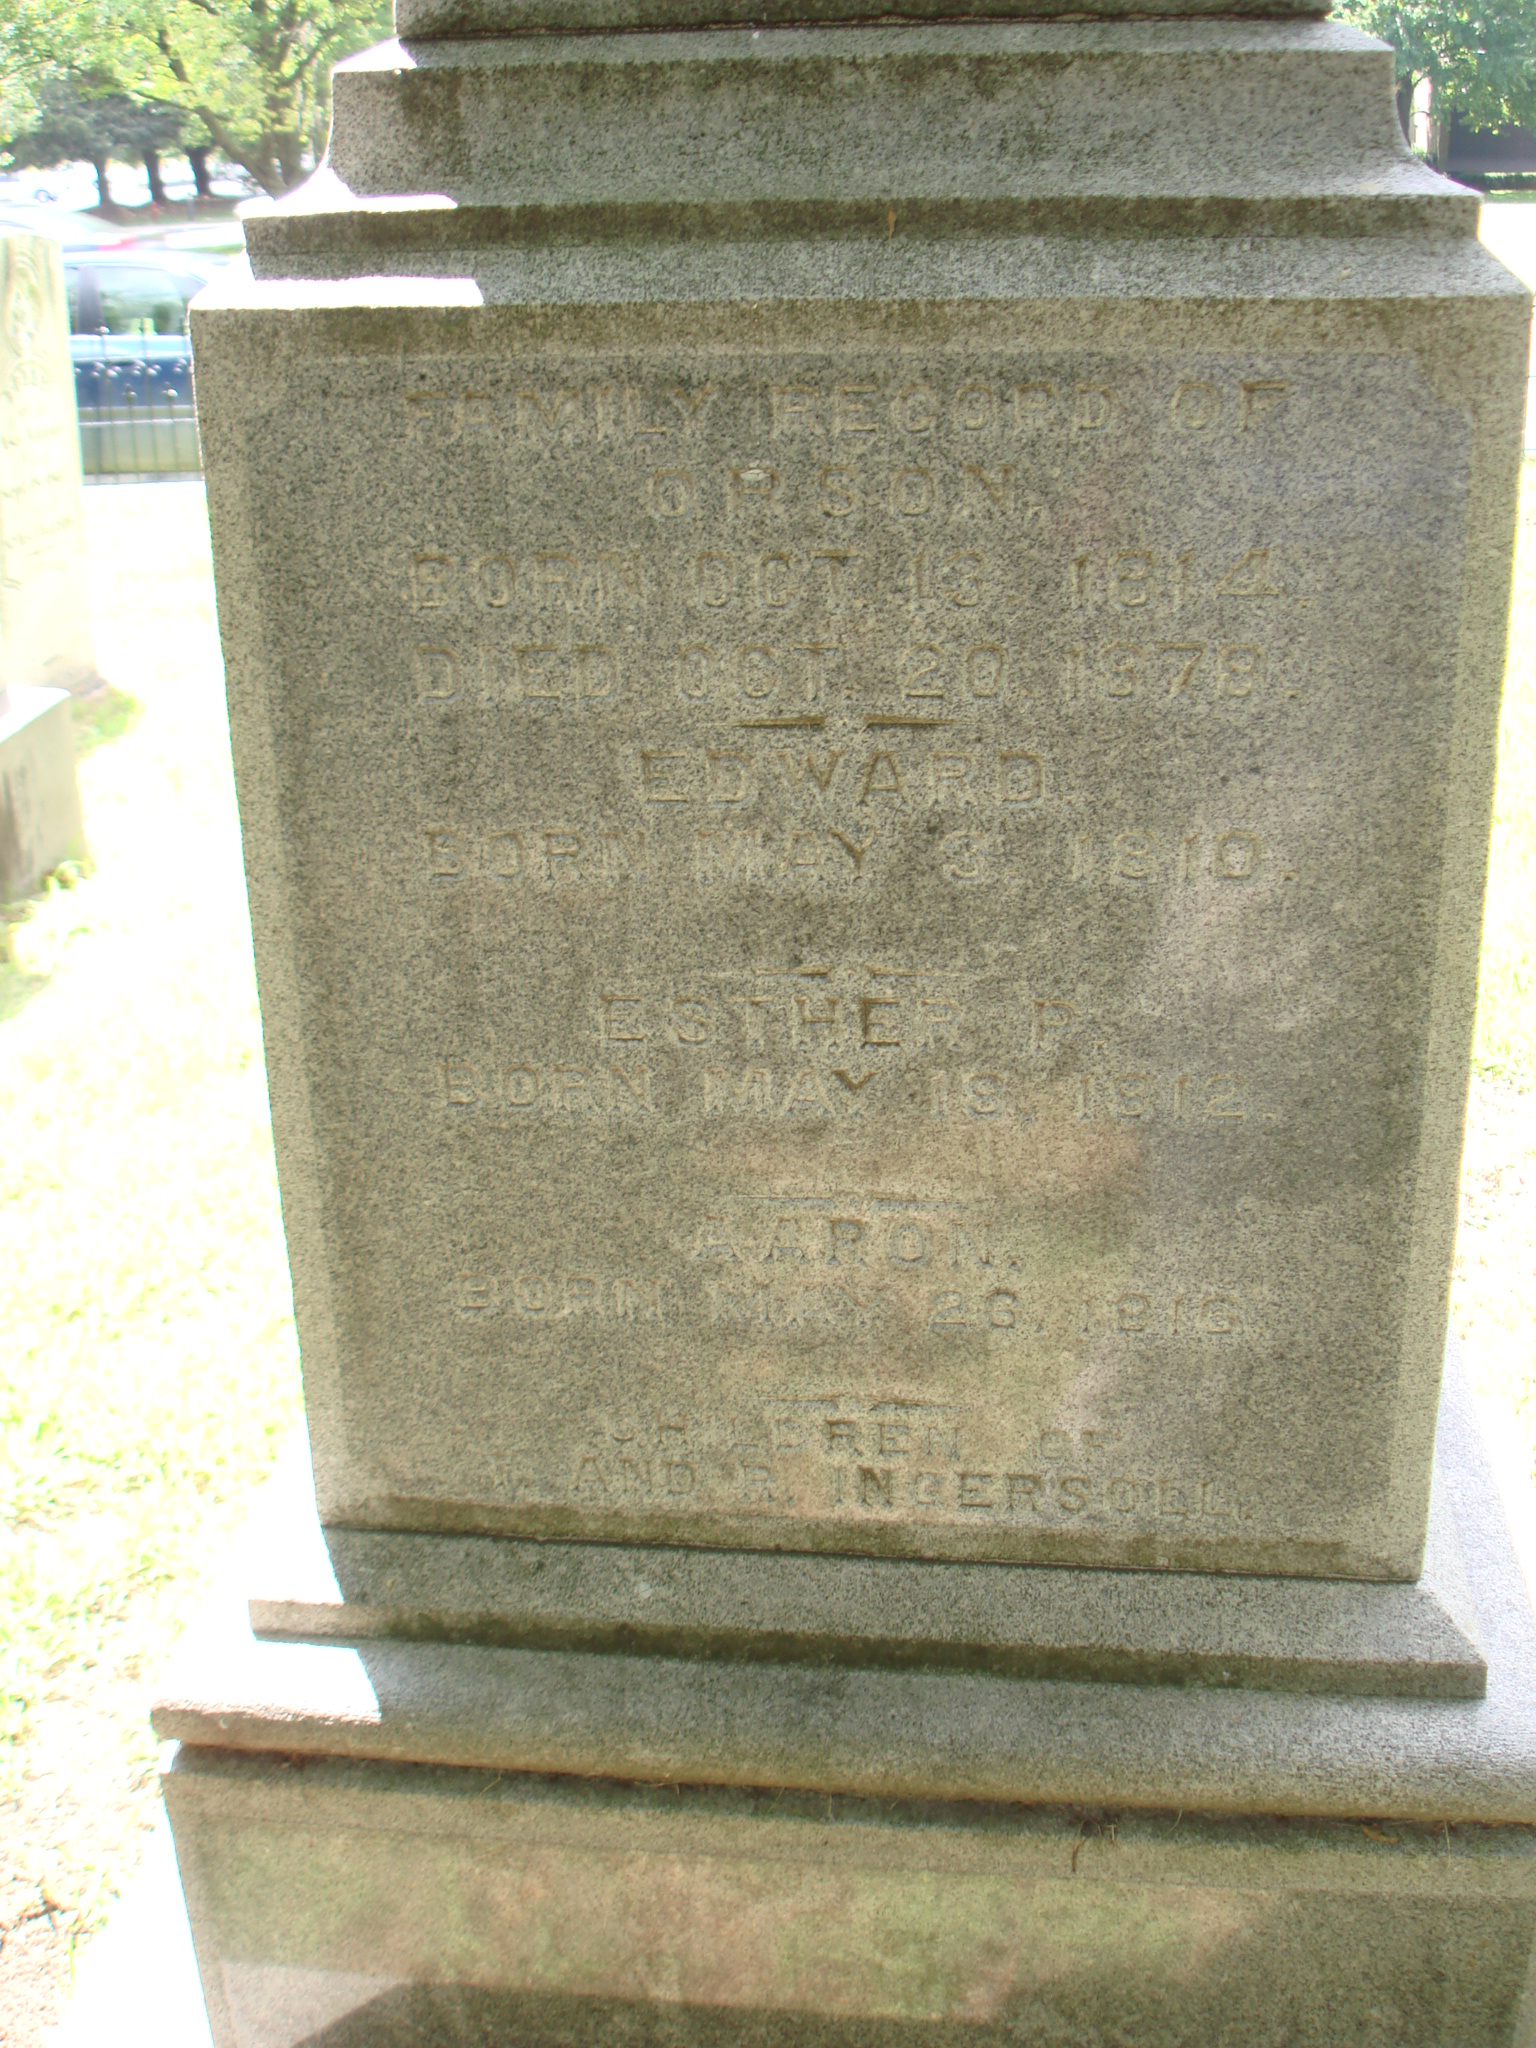 FAMILY RECORD OF
ORSON.
BORN OCT. 13, 1814.
DIED OCT. 20, 1878.
EDWARD.
BORN MAY 3, 1810.
ESTHER P.
BORN MAY 1812.
AARON.
BORN MAY 26, 1816.
CHILDREN OF
AND R. INGERSOLL.